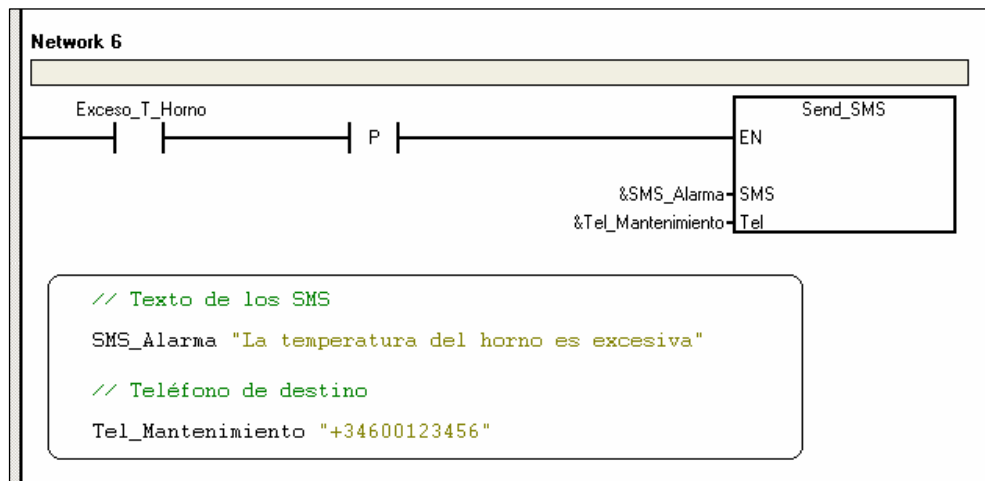 Network 6
Exceso_T_Horno
Send_SMS
P
EN
&SMS_Alarma SMS
&Tel_Mantenimiento Tel
// Texto de los SMS
SMS_Alarma "La temperatura del horno es excesiva"
// Teléfono de destino
Tel_Mantenimiento "+34600123456"